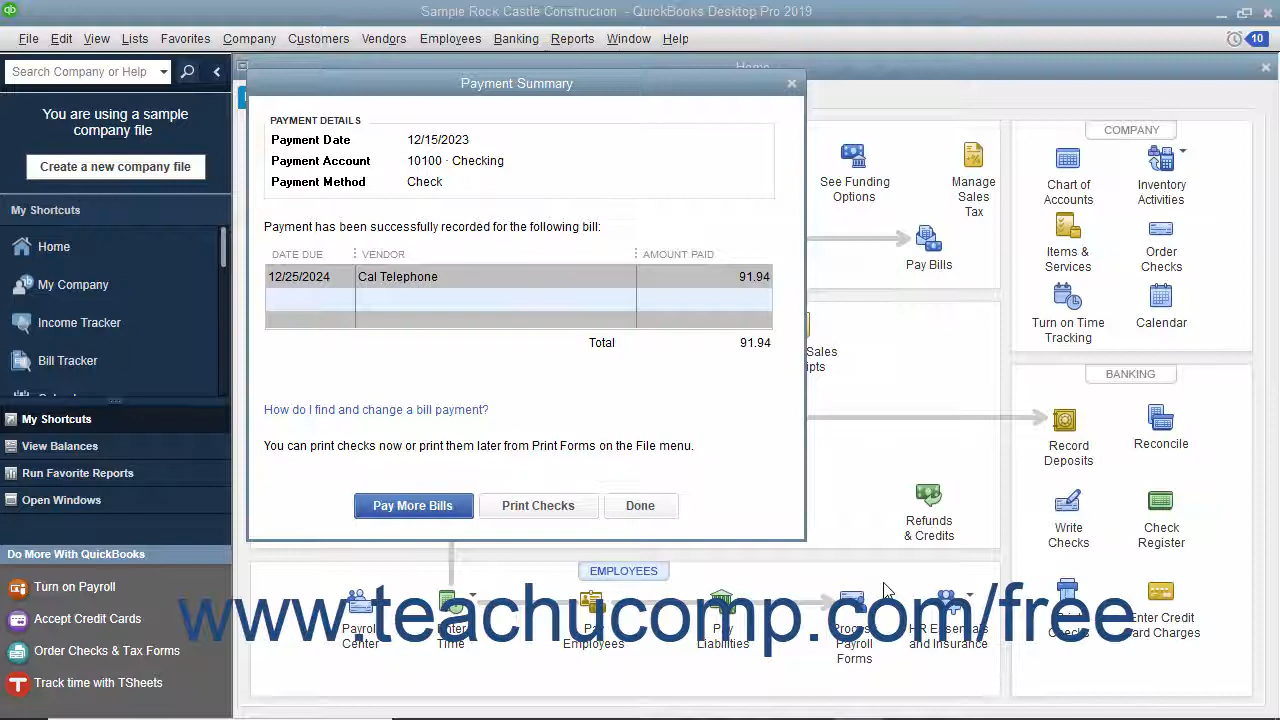 Sample Rock Castle Construction - QuickBooks Desktop Pro 2019
File Edit View Lists Favorites Company Customers Vendors Employees Banking Reports Window Help
10
Search Company or Help
Home
You are using a sample
company file
Create a new company file
My Shortcuts
Home
My Company
Income Tracker
Bill Tracker
My Shortcuts
View Balances
Run Favorite Reports
Open Windows
Do More With QuickBooks
Turn on Payroll
Accept Credit Cards
Order Checks & Tax Forms
Track time with TSheets
Payment Summary
PAYMENT DETAILS
Payment Date 12/15/2023
Payment Account 10100 · Checking
Payment Method Check
Payment has been successfully recorded for the following bill:
DATE DUE VENDOR AMOUNT PAID
12/25/2024 Cal Telephone 91.94
Total 91.94
How do I find and change a bill payment?
You can print checks now or print them later from Print Forms on the File menu.
Pay More Bills Print Checks Done
See Funding
Options
Manage
Sales
Tax
Pay Bills
Sales
ipts
Refunds
& Credits
EMPLOYEES
Payroll
Center
Enter
Time
Pay
Employees
Pay
Liabilities
Process
Payroll
Forms
HR Essentials
and Insurance
COMPANY
Chart of
Accounts
Inventory
Activities
Items &
Services
Order
Checks
Turn on Time
Tracking
Calendar
BANKING
Record
Deposits
Reconcile
Write
Checks
Check
Register
Checks
Enter Credit
Card Charges
www.teachucomp.com/free